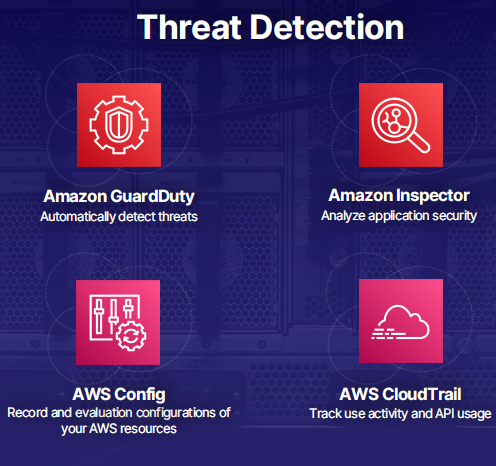 Threat Detection
Amazon GuardDuty
Automatically detect threats
Amazon Inspector
Analyze application security
AWS Config
Record and evaluation configurations of
your AWS resources
AWS CloudTrail
Track use activity and API usage